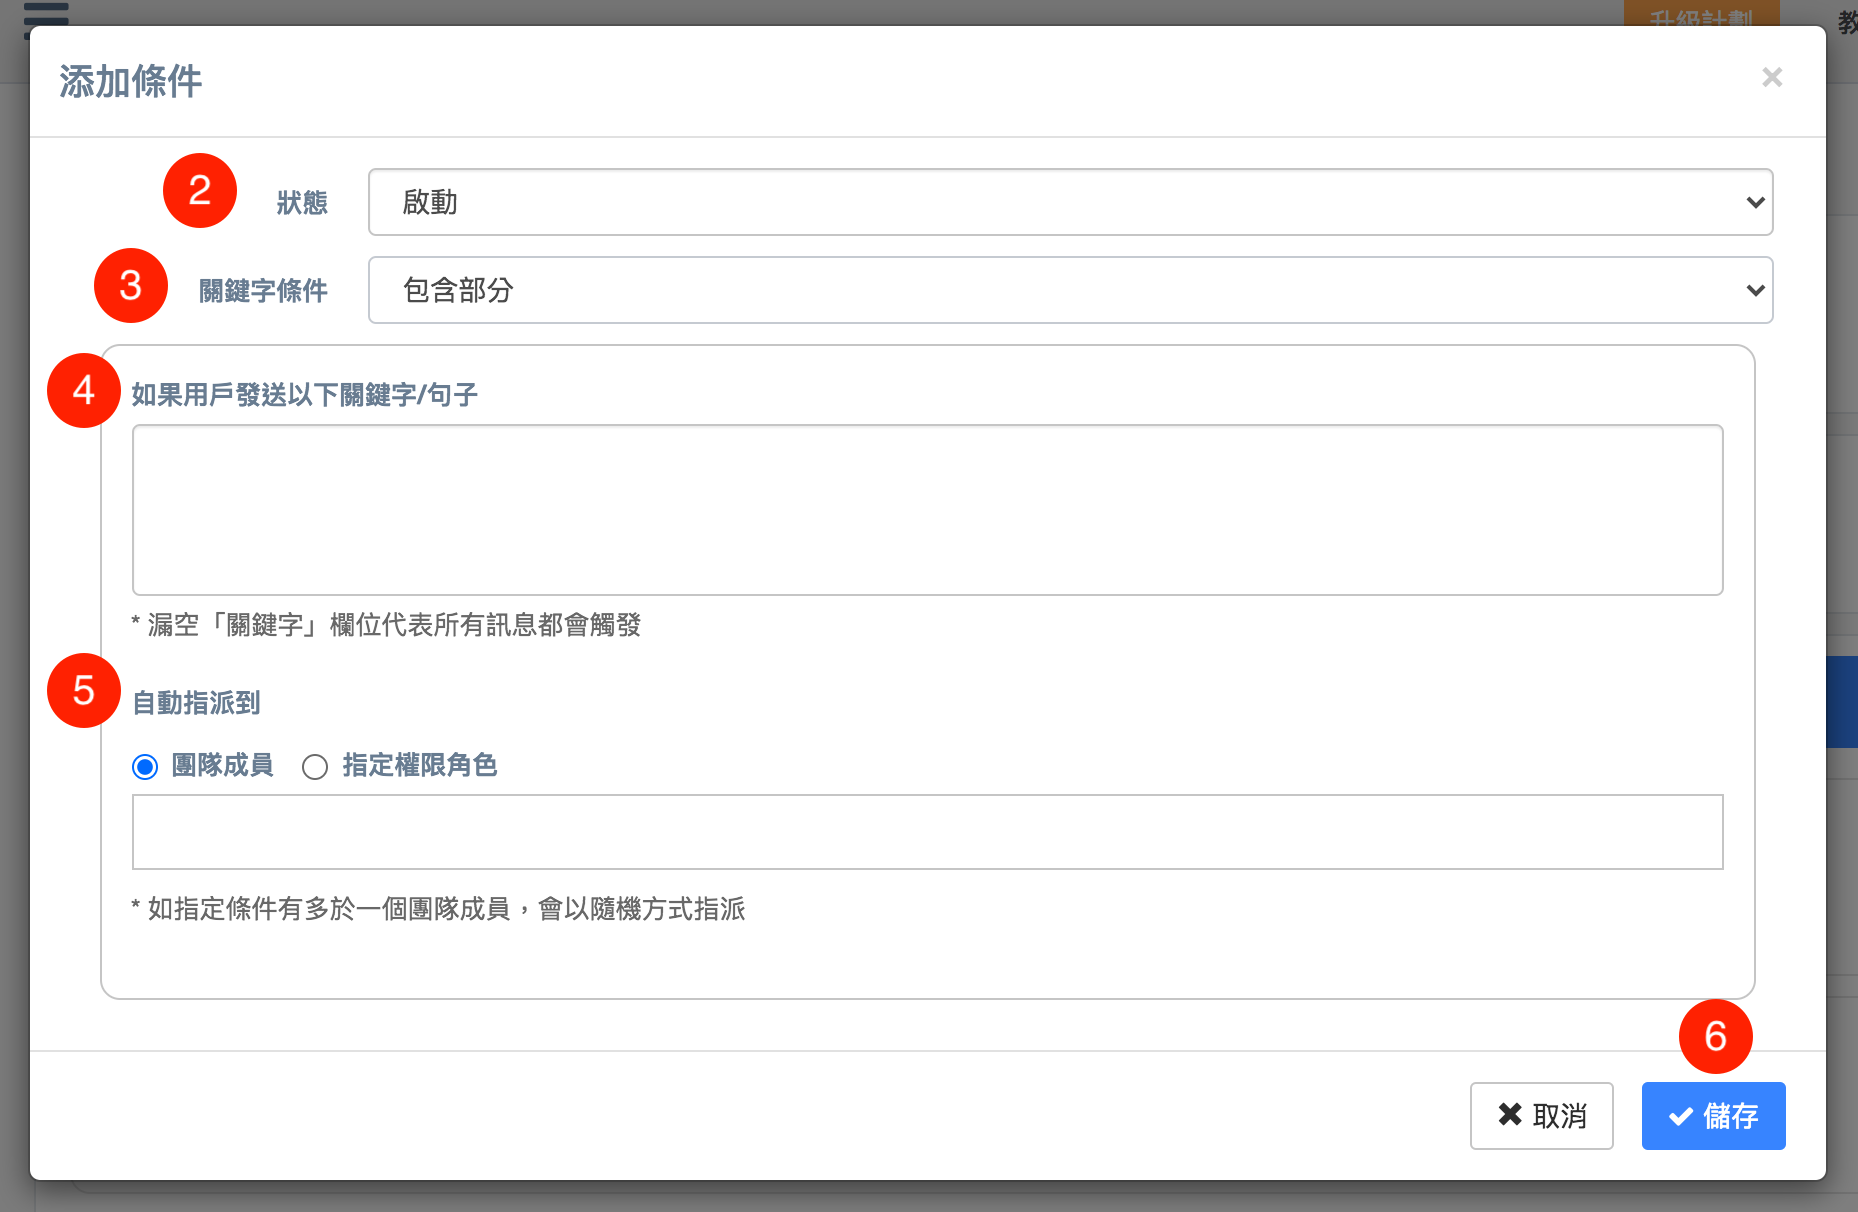 升級計劃
教
添加條件
×
2
狀態
啟動
3
關鍵字條件
包含部分
4
如果用戶發送以下關鍵字/句子
* 漏空「關鍵字」欄位代表所有訊息都會觸發
5
自動指派到
團隊成員 指定權限角色
* 如指定條件有多於一個團隊成員，會以隨機方式指派
6
✖ 取消 ✔ 儲存